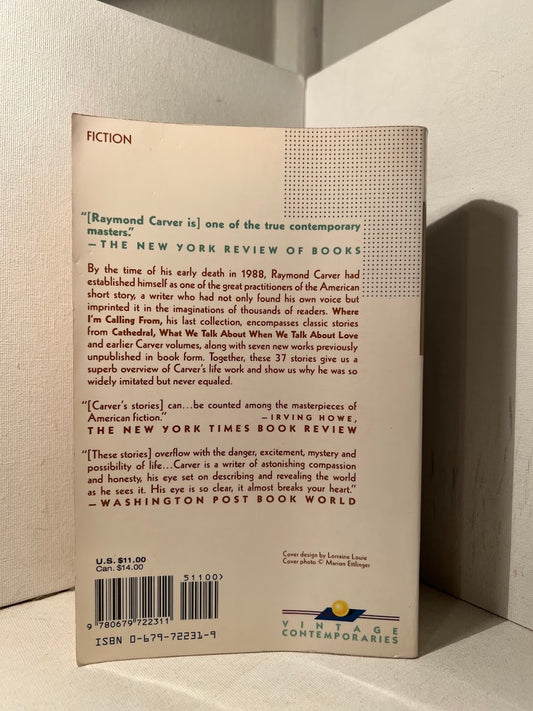 FICTION
"[Raymond Carver is] one of the true contemporary
masters."
—THE NEW YORK REVIEW OF BOOKS
By the time of his early death in 1988, Raymond Carver had
established himself as one of the great practitioners of the American
short story, a writer who had not only found his own voice but
imprinted it in the imaginations of thousands of readers. Where
I'm Calling From, his last collection, encompasses classic stories
from Cathedral, What We Talk About When We Talk About Love
and earlier Carver volumes, along with seven new works previously
unpublished in book form. Together, these 37 stories give us a
superb overview of Carver's life work and show us why he was so
widely imitated but never equaled.
"[Carver's stories] can...be counted among the masterpieces of
American fiction." —IRVING HOWE,
THE NEW YORK TIMES BOOK REVIEW
"[These stories] overflow with the danger, excitement, mystery and
possibility of life...Carver is a writer of astonishing compassion
and honesty, his eye set on describing and revealing the world
as he sees it. His eye is so clear, it almost breaks your heart."
—WASHINGTON POST BOOK WORLD
U.S. $11.00
Can. $14.00
Cover design by Lorraine Louie
Cover photo © Marion Ettlinger
51100>
9 780679 722311
ISBN 0-679-72231-9
VINTAGE
CONTEMPORARIES